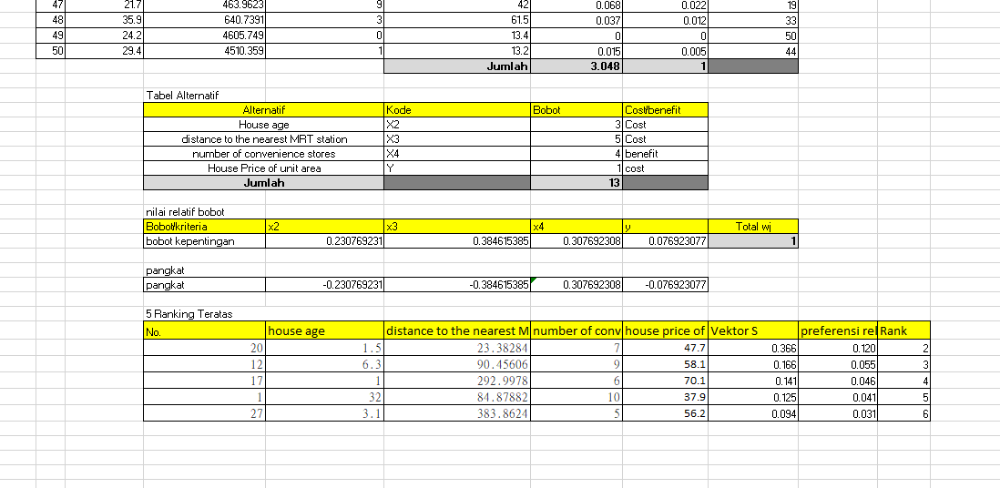 47 21.7 463.9623 9 42 0.068 0.022 19
48 35.9 640.7391 3 61.5 0.037 0.012 33
49 24.2 4605.749 0 13.4 0 0 50
50 29.4 4510.359 1 13.2 0.015 0.005 44
Jumlah 3.048 1
Tabel Alternatif
Alternatif Kode Bobot Cost/benefit
House age X2 3 Cost
distance to the nearest MRT station X3 5 Cost
number of convenience stores X4 4 benefit
House Price of unit area Y 1 cost
Jumlah 13
nilai relatif bobot
Bobot/kriteria x2 x3 x4 y Total wj
bobot kepentingan 0.230769231 0.384615385 0.307692308 0.076923077 1
pangkat
pangkat -0.230769231 -0.384615385 0.307692308 -0.076923077
5 Ranking Teratas
No. house age distance to the nearest M number of conv house price of Vektor S preferensi rel Rank
20 1.5 23.38284 7 47.7 0.366 0.120 2
12 6.3 90.45606 9 58.1 0.166 0.055 3
17 1 292.9978 6 70.1 0.141 0.046 4
1 32 84.87882 10 37.9 0.125 0.041 5
27 3.1 383.8624 5 56.2 0.094 0.031 6